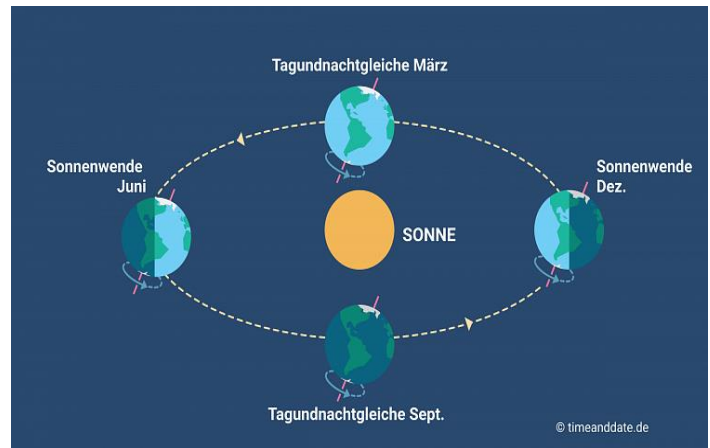 Tagundnachtgleiche März
Sonnenwende
Juni
Sonnenwende
Dez.
SONNE
Tagundnachtgleiche Sept.
© timeanddate.de